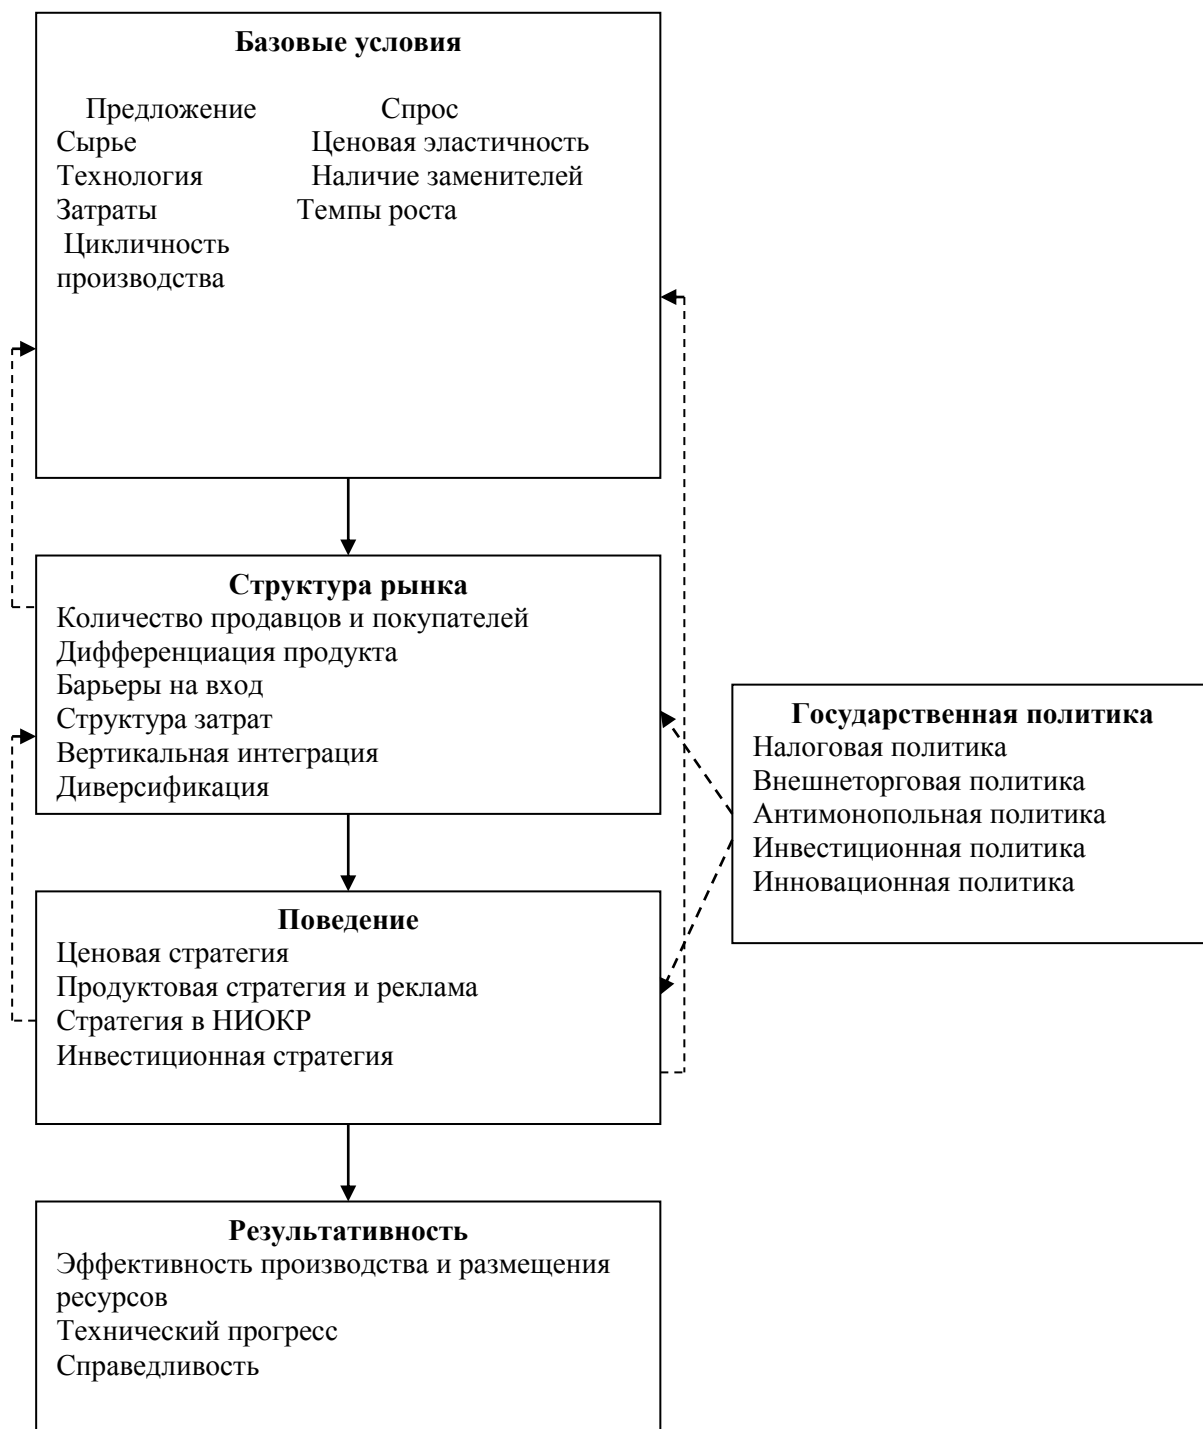 Базовые условия
Предложение Спрос
Сырье Ценовая эластичность
Технология Наличие заменителей
Затраты Темпы роста
Цикличность
производства
Структура рынка
Количество продавцов и покупателей
Дифференциация продукта
Барьеры на вход
Структура затрат
Вертикальная интеграция
Диверсификация
Государственная политика
Налоговая политика
Внешнеторговая политика
Антимонопольная политика
Инвестиционная политика
Инновационная политика
Поведение
Ценовая стратегия
Продуктовая стратегия и реклама
Стратегия в НИОКР
Инвестиционная стратегия
Результативность
Эффективность производства и размещения
ресурсов
Технический прогресс
Справедливость